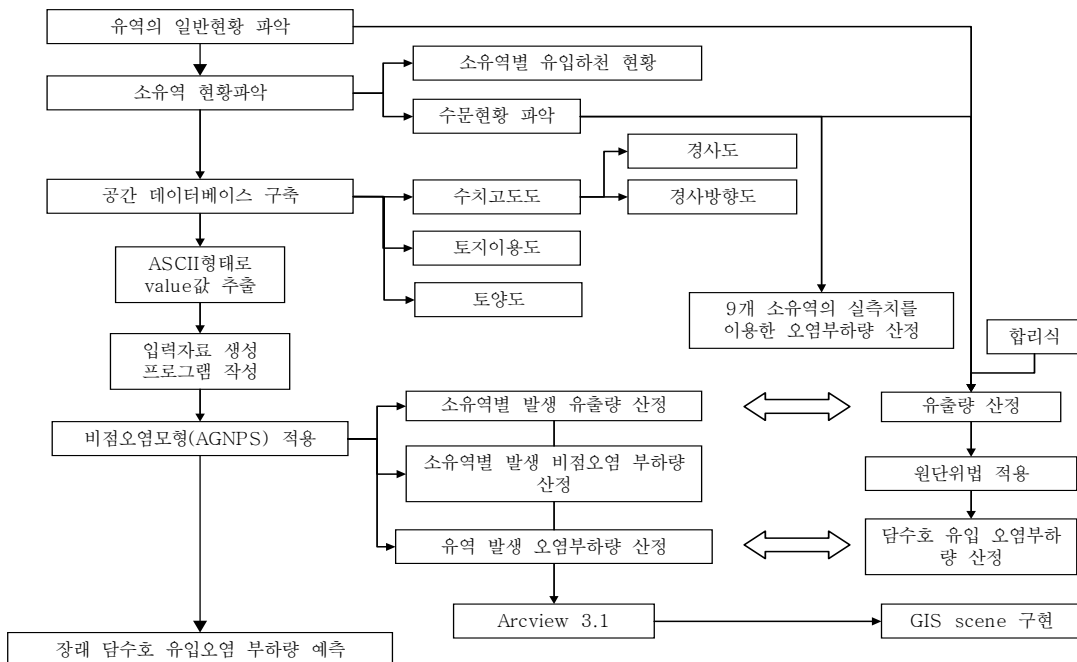 유역의 일반현황 파악
소유역별 유입하천 현황
소유역 현황파악
수문현황 파악
경사도
공간 데이터베이스 구축
수치고도도
경사방향도
토지이용도
ASCII형태로
value값 추출
토양도
9개 소유역의 실측치를
이용한 오염부하량 산정
합리식
입력자료 생성
프로그램 작성
소유역별 발생 유출량 산정
유출량 산정
비점오염모형(AGNPS) 적용
소유역별 발생 비점오염 부하량
산정
원단위법 적용
유역 발생 오염부하량 산정
담수호 유입 오염부하
량 산정
Arcview 3.1
GIS scene 구현
장래 담수호 유입오염 부하량 예측